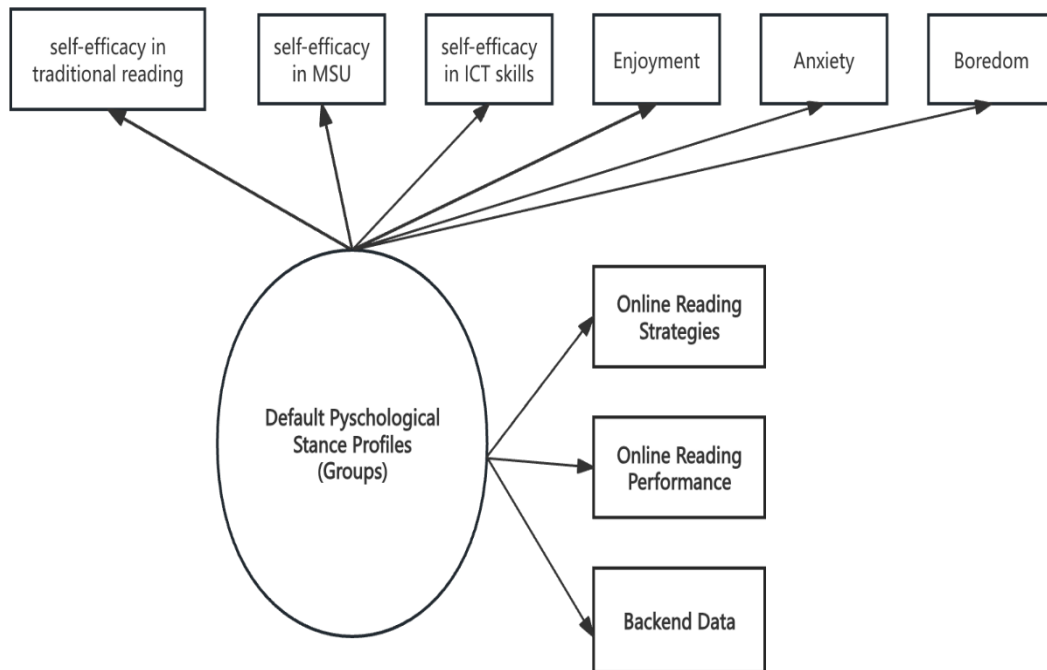 self-efficacy in
traditional reading
self-efficacy
in MSU
self-efficacy
in ICT skills
Enjoyment
Anxiety
Boredom
Default Pyschological
Stance Profiles
(Groups)
Online Reading
Strategies
Online Reading
Performance
Backend Data